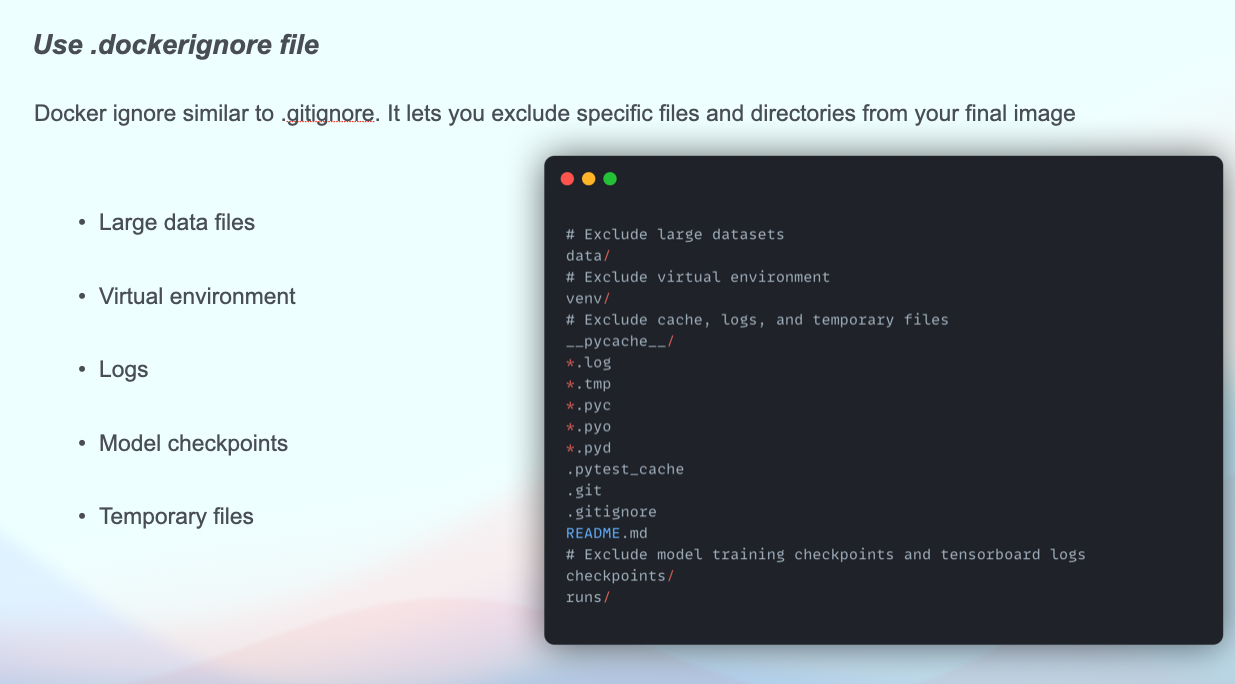 Use .dockerignore file
Docker ignore similar to .gitignore. It lets you exclude specific files and directories from your final image
• Large data files
• Virtual environment
• Logs
• Model checkpoints
• Temporary files
# Exclude large datasets
data/
# Exclude virtual environment
venv/
# Exclude cache, logs, and temporary files
__pycache__/
*.log
*.tmp
*.pyc
*.pyo
*.pyd
.pytest_cache
.git
.gitignore
README.md
# Exclude model training checkpoints and tensorboard logs
checkpoints/
runs/